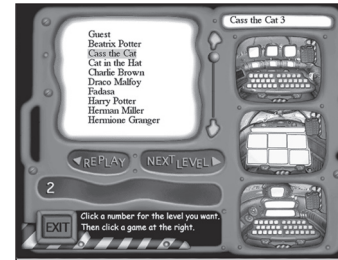 Cass the Cat 3
Guest
Beatrix Potter
Cass the Cat
Cat in the Hat
Charlie Brown
Draco Malfoy
Fadasa
Harry Potter
Herman Miller
Hermione Granger
REPLAY
NEXT LEVEL
2
EXIT
Click a number for the level you want.
Then click a game at the right.